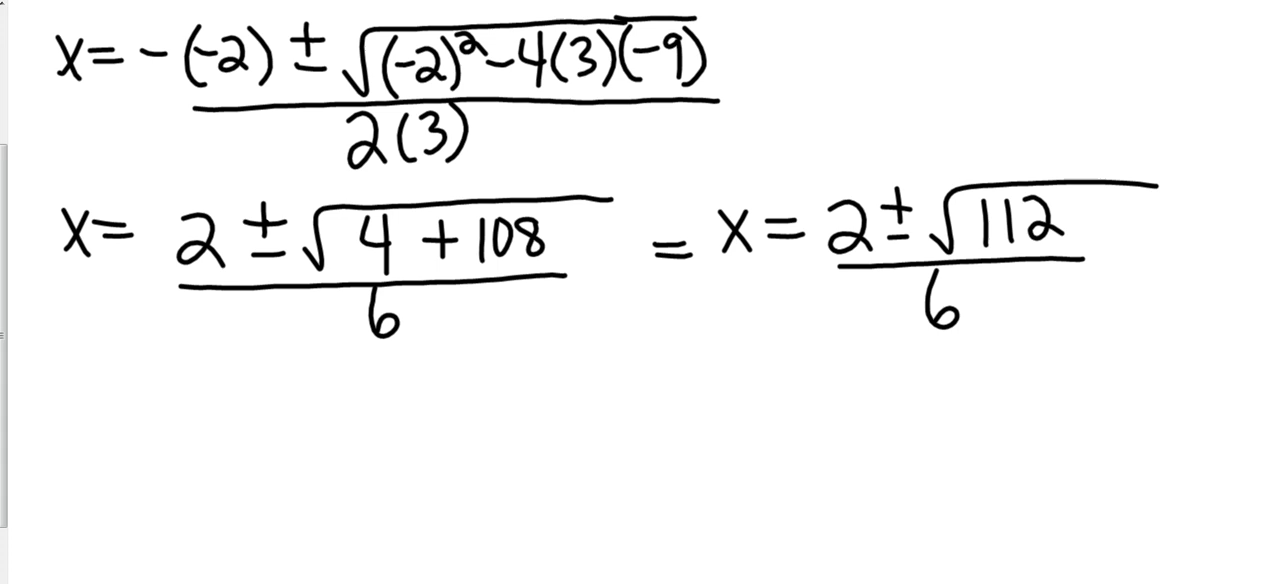 x = -(-2) ± √(-2)² - 4(3)(-9)
2(3)
x = 2 ± √4 + 108 = x = 2 ± √112
6 6